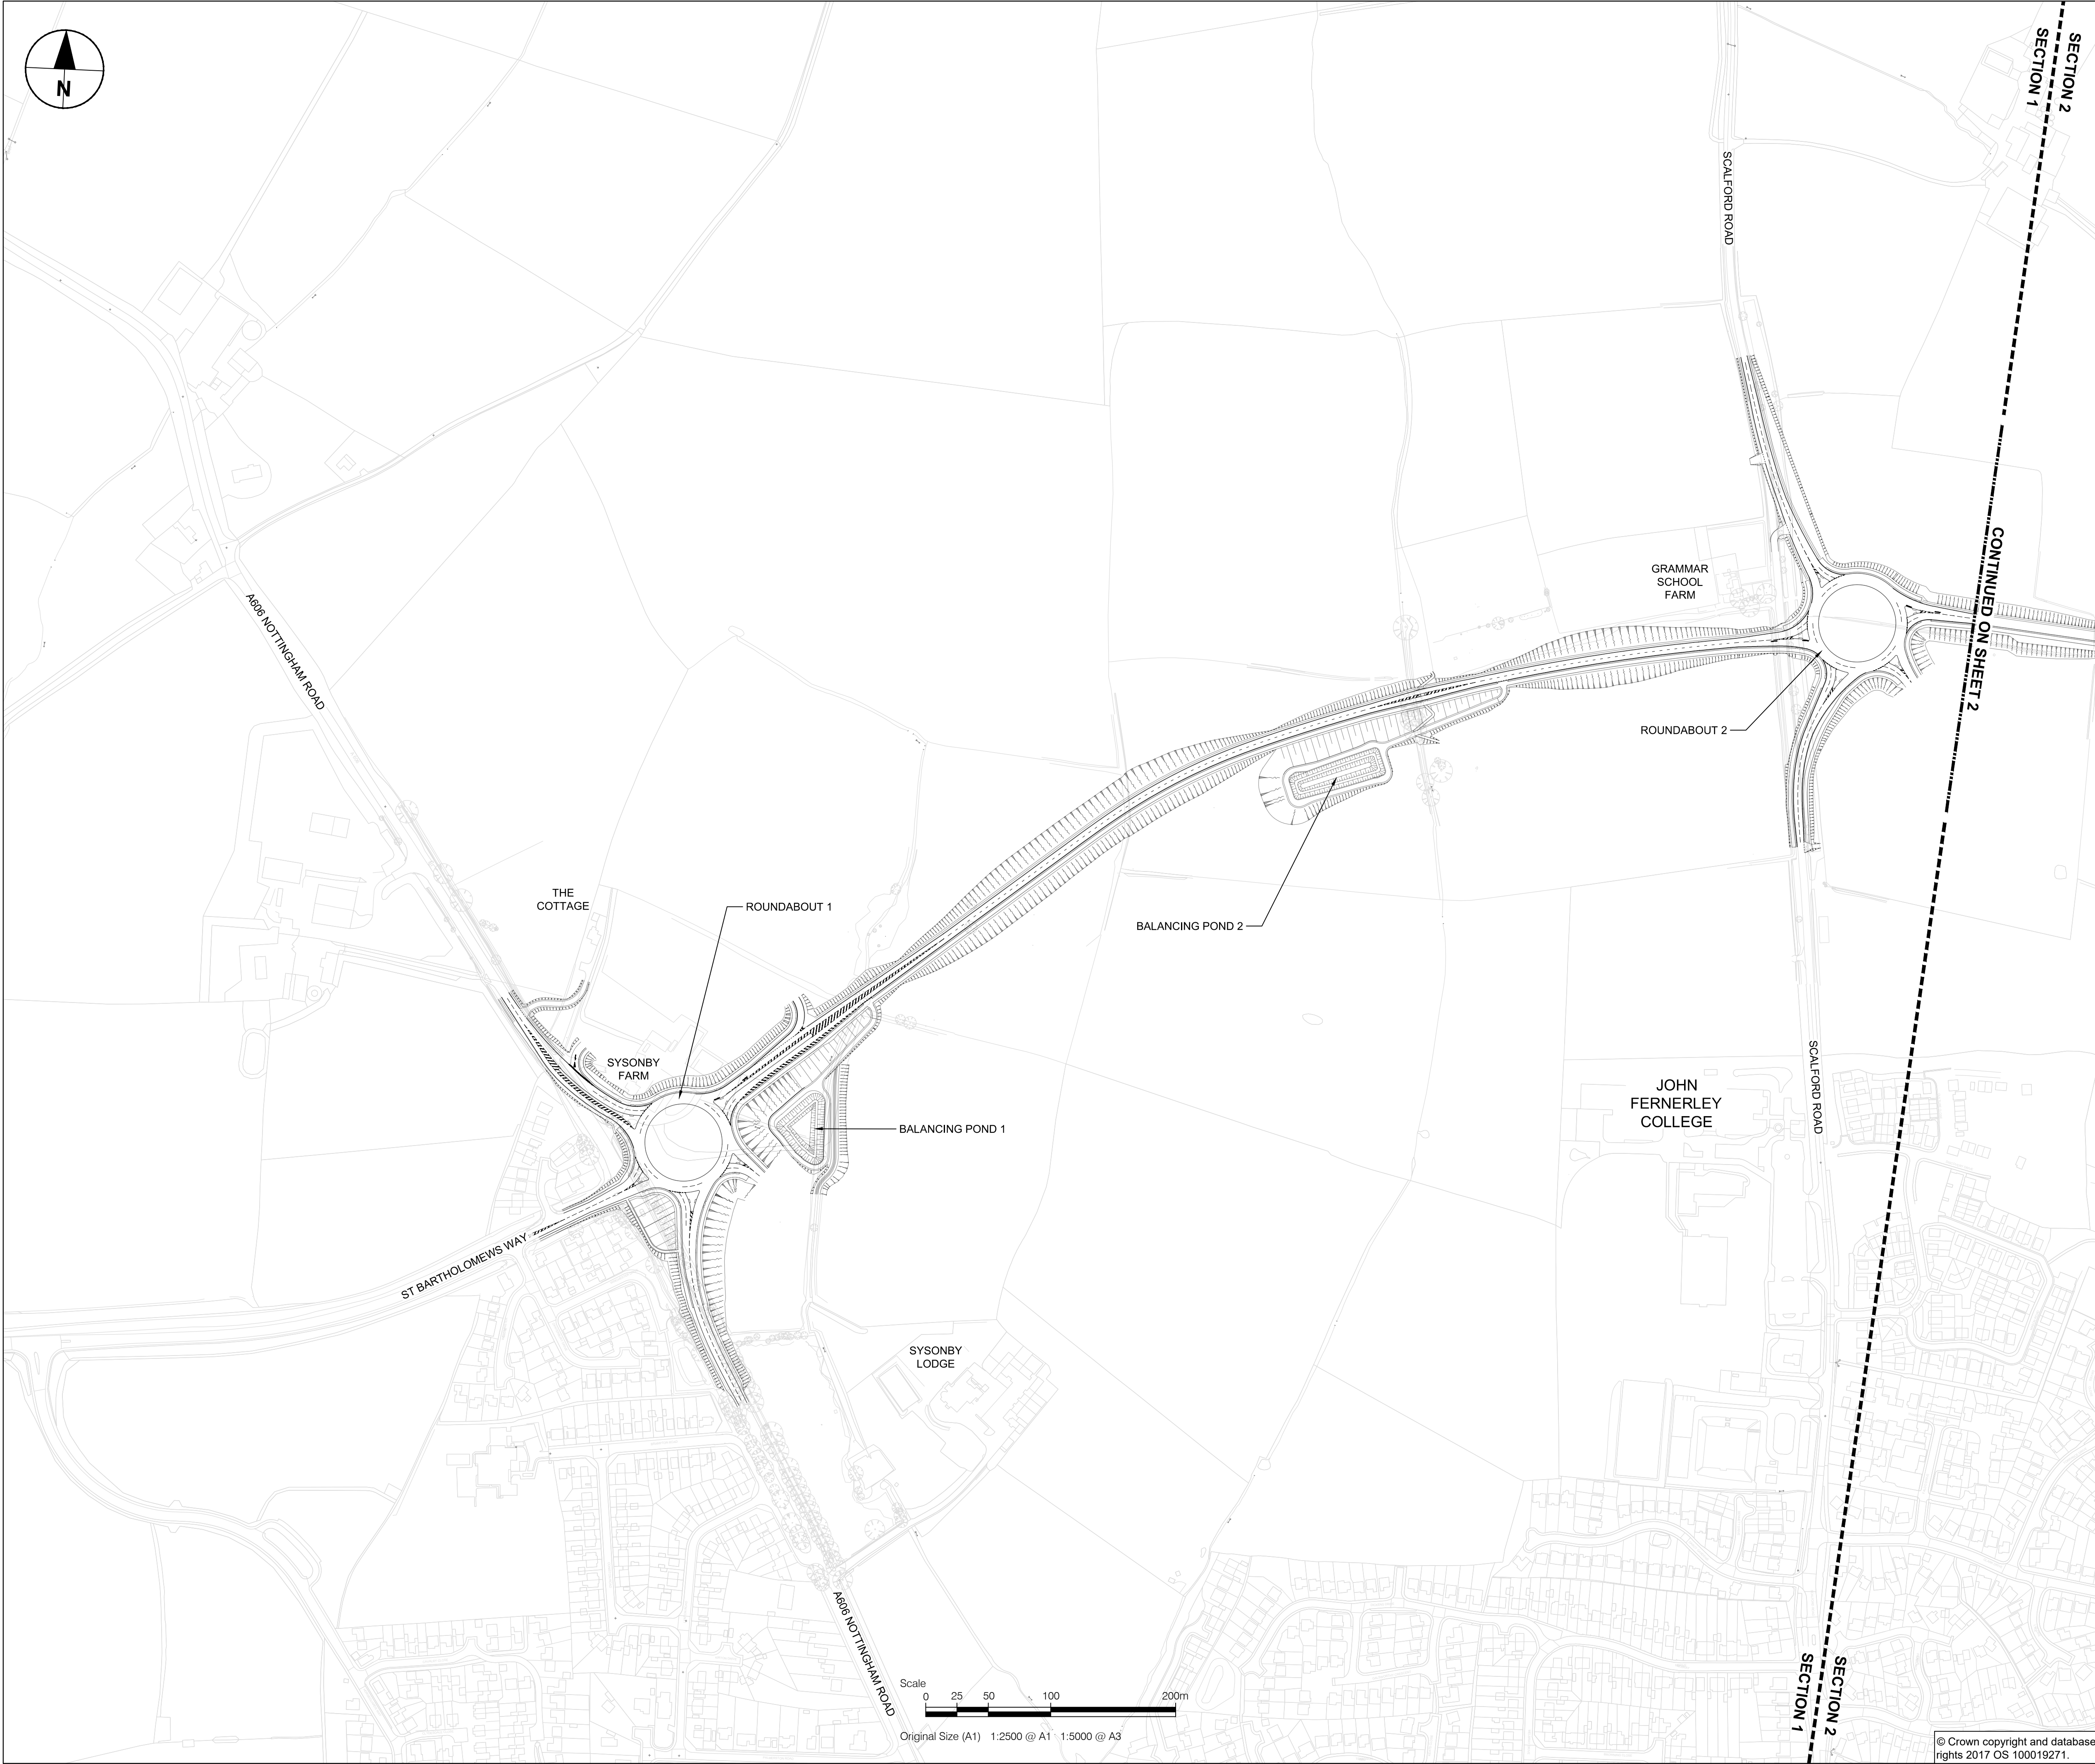 N
SECTION 2
SECTION 1
SCALFORD ROAD
CONTINUED ON SHEET 2
GRAMMAR
SCHOOL
FARM
A606 NOTTINGHAM ROAD
ROUNDABOUT 2
THE
COTTAGE
ROUNDABOUT 1
BALANCING POND 2
SYSONBY
FARM
BALANCING POND 1
JOHN
FERNERLEY
COLLEGE
SCALFORD ROAD
ST BARTHOLOMEWS WAY
SYSONBY
LODGE
A606 NOTTINGHAM ROAD
SECTION 1
SECTION 2
Scale
0 25 50 100 200m
Original Size (A1) 1:2500 @ A1 1:5000 @ A3
© Crown copyright and database
rights 2017 OS 100019271.